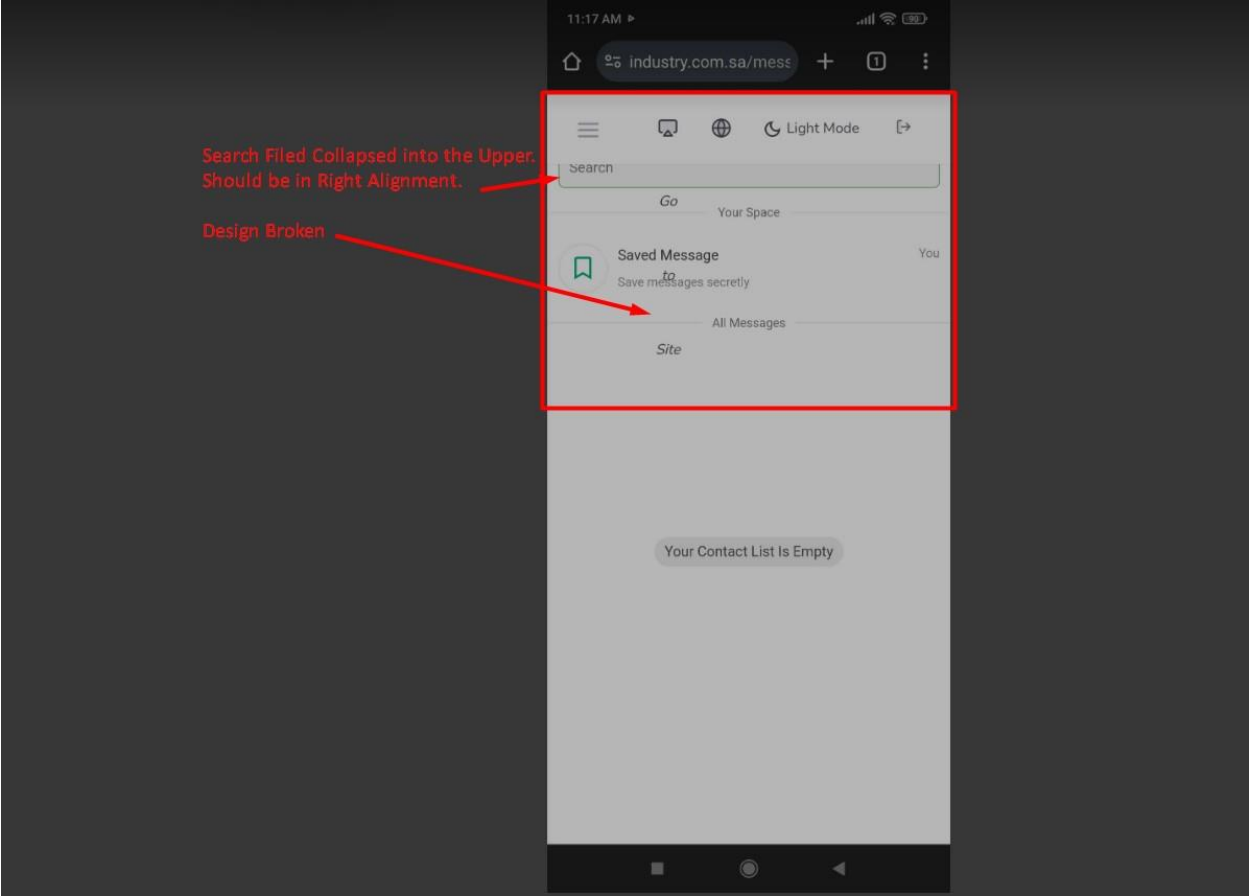 11:17 AM
90
industry.com.sa/mess
1
Light Mode
Search Filed Collapsed into the Upper.
Should be in Right Alignment.
Search
Go
Your Space
Design Broken
Saved Message
You
to
Save messages secretly
All Messages
Site
Your Contact List Is Empty